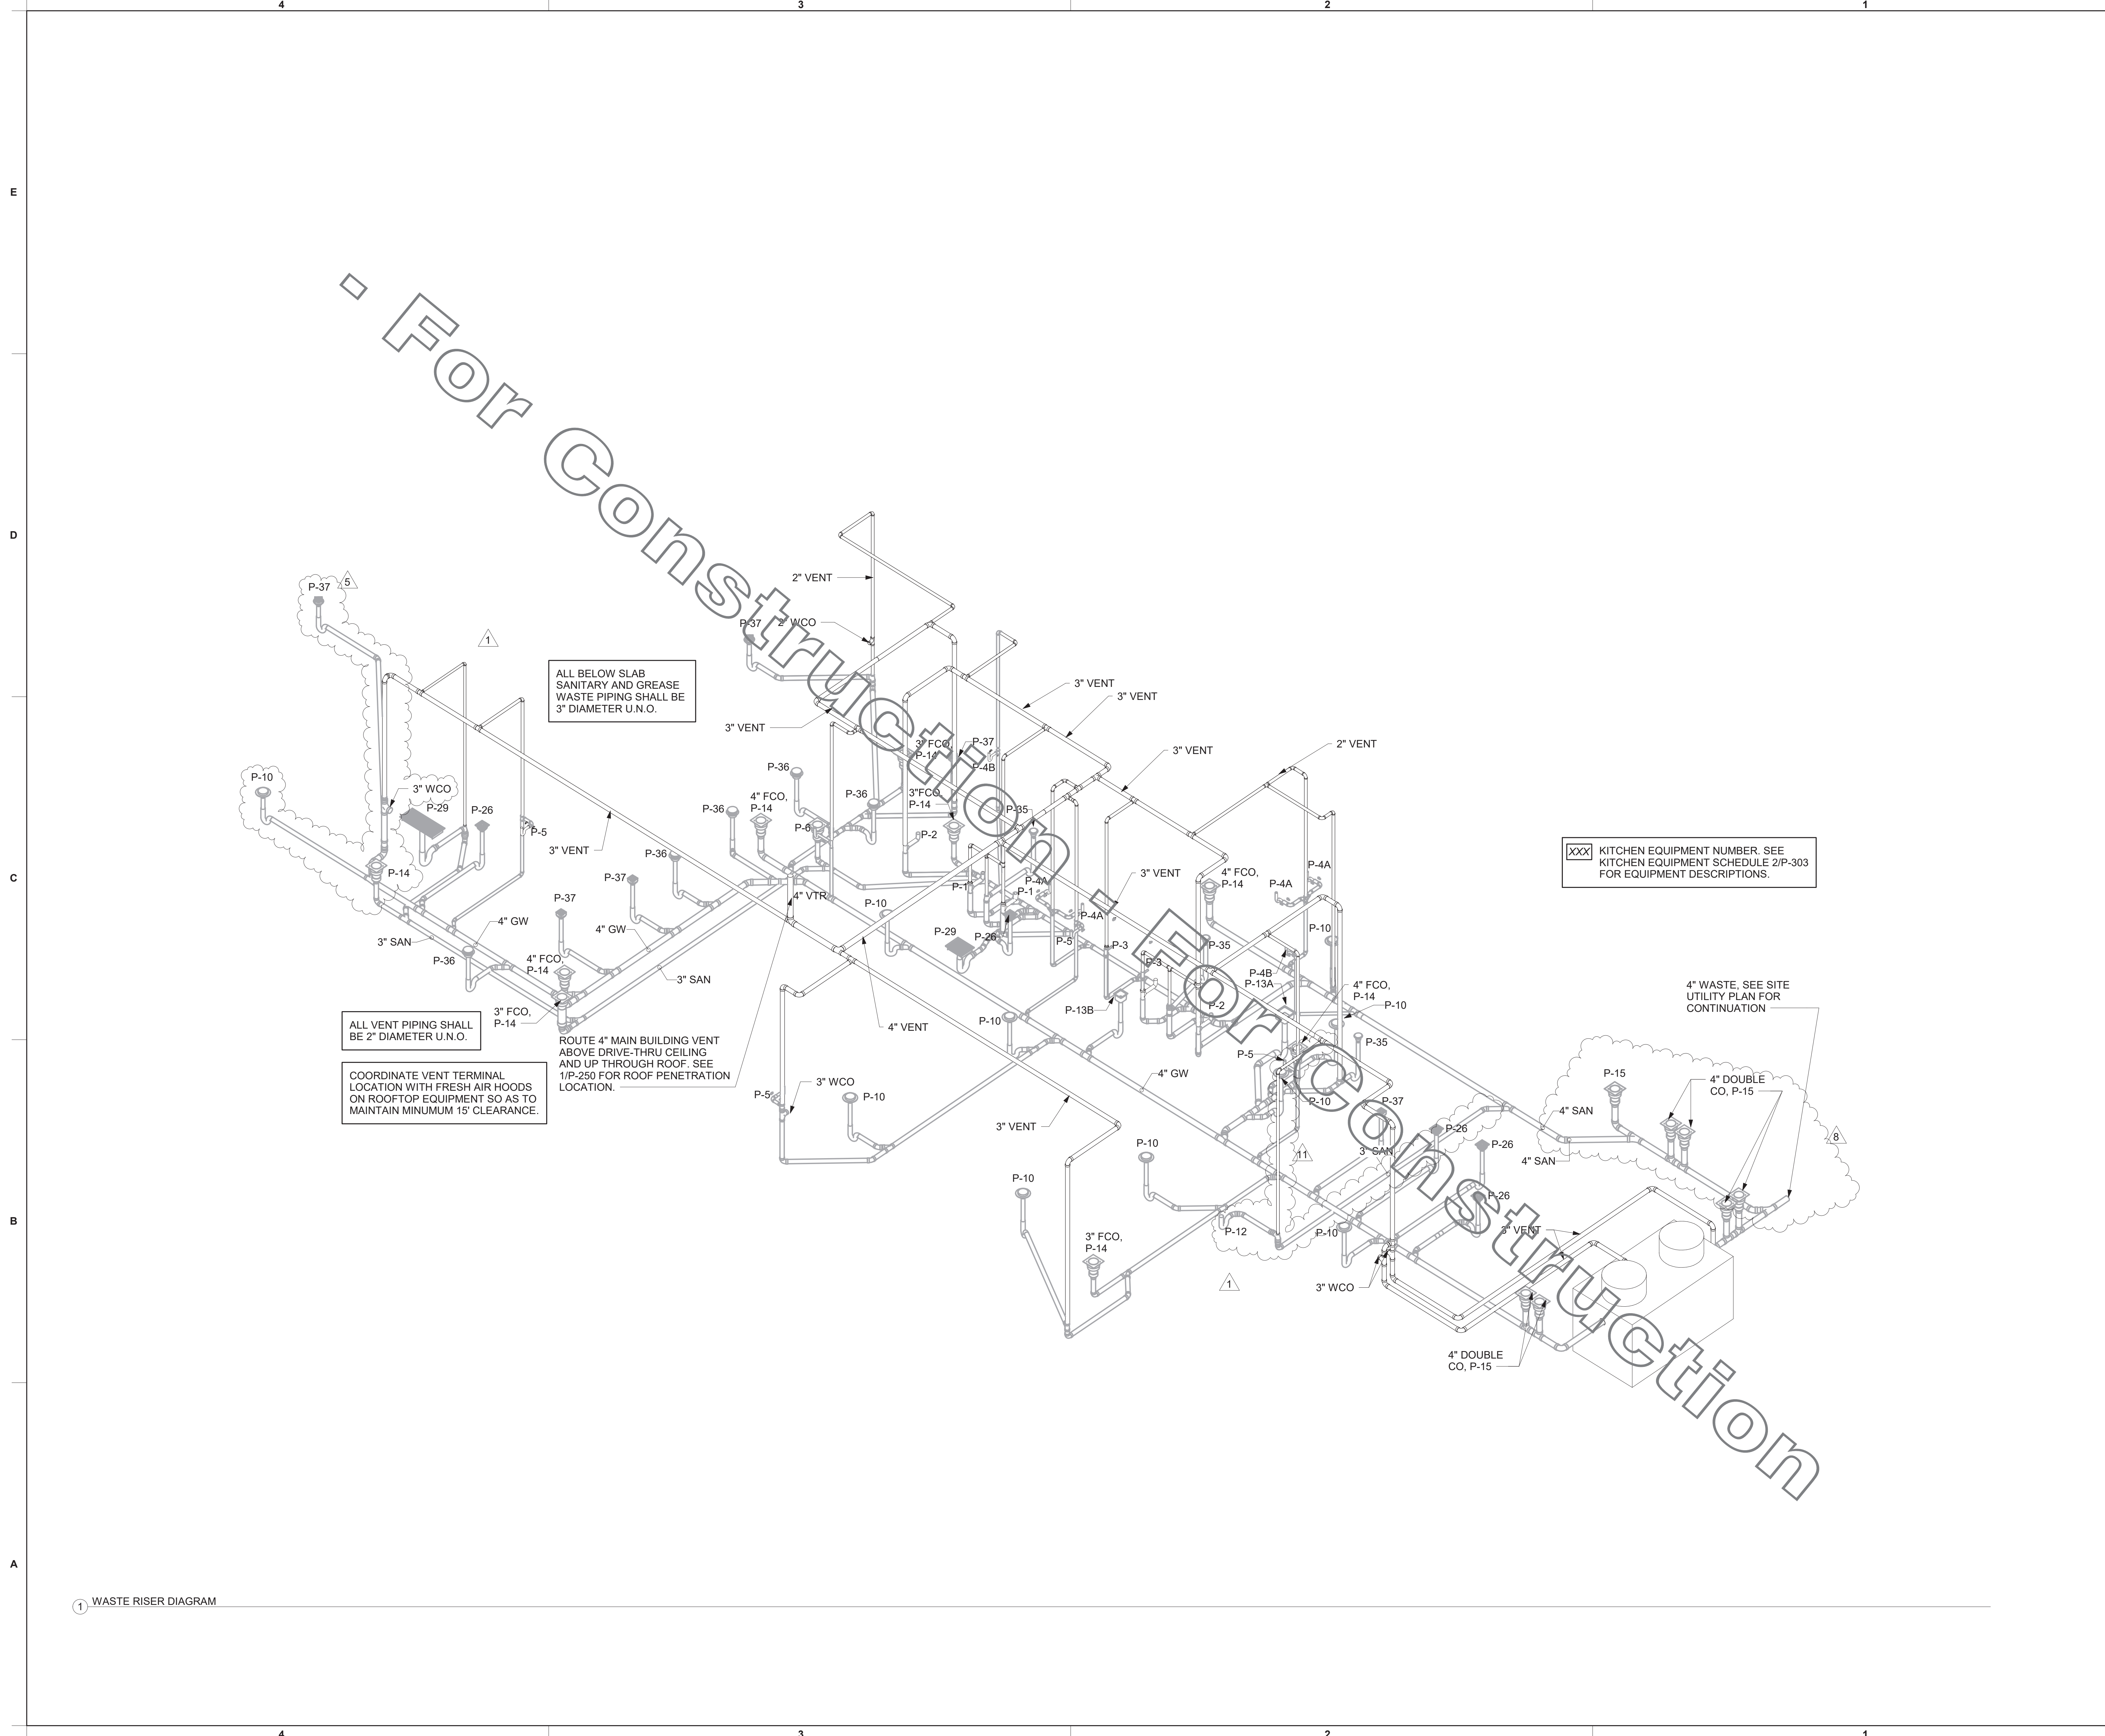 4 3 2 1
E
D
C
B
A
- For Construction - For Construction
2" VENT
P-37
5
P-37
2" WCO
1
ALL BELOW SLAB
SANITARY AND GREASE
WASTE PIPING SHALL BE
3" DIAMETER U.N.O.
3" VENT
3" VENT
3" VENT
3" VENT
2" VENT
3" FCO,
P-14
P-37
P-4B
P-10
3" WCO
P-29
P-26
P-5
P-36
P-36
P-36
4" FCO,
P-14
3"FCO,
P-14
P-35
P-6
P-2
3" VENT
P-36
XXX KITCHEN EQUIPMENT NUMBER. SEE
KITCHEN EQUIPMENT SCHEDULE 2/P-303
FOR EQUIPMENT DESCRIPTIONS.
P-14
P-37
P-37
P-1
P-4A
P-1
3" VENT
4" FCO,
P-14
P-4A
P-4A
4" VTR
P-10
P-4A
4" GW
4" GW
3" SAN
P-36
4" FCO,
P-14
P-29
P-26
P-5
P-3
P-35
P-10
P-3
P-4B
P-13A
3" SAN
4" FCO,
P-14
P-10
4" WASTE, SEE SITE
UTILITY PLAN FOR
CONTINUATION
3" FCO,
P-14
P-13B
P-2
P-10
4" VENT
ALL VENT PIPING SHALL
BE 2" DIAMETER U.N.O.
ROUTE 4" MAIN BUILDING VENT
ABOVE DRIVE-THRU CEILING
AND UP THROUGH ROOF. SEE
1/P-250 FOR ROOF PENETRATION
LOCATION.
COORDINATE VENT TERMINAL
LOCATION WITH FRESH AIR HOODS
ON ROOFTOP EQUIPMENT SO AS TO
MAINTAIN MINUMUM 15' CLEARANCE.
P-5
P-35
3" WCO
P-5
P-10
4" GW
P-10
P-37
P-15
4" DOUBLE
CO, P-15
4" SAN
8
3" VENT
P-26
P-26
P-10
11
3" SAN
4" SAN
P-10
P-26
P-12
P-10
3" VENT
3" FCO,
P-14
1
3" WCO
4" DOUBLE
CO, P-15
1 WASTE RISER DIAGRAM
4 3 2 1